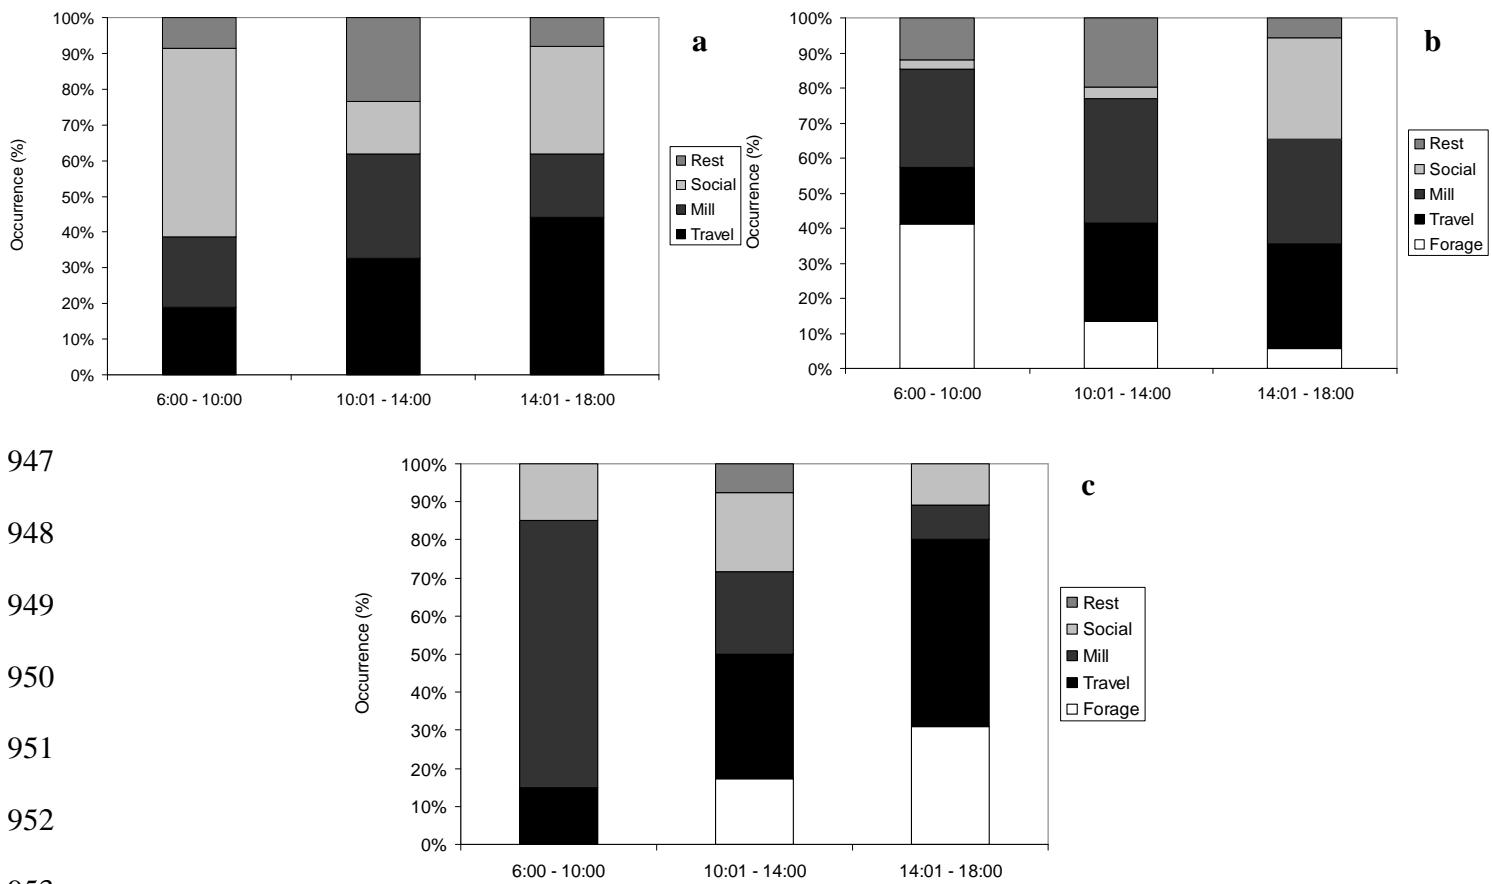 100%
90%
80%
70%
60%
50%
40%
30%
20%
10%
0%
Occurrence (%)
6:00 - 10:00
10:01 - 14:00
14:01 - 18:00
a
Rest
Social
Mill
Travel
100%
90%
80%
70%
60%
50%
40%
30%
20%
10%
0%
Occurrence (%)
6:00 - 10:00
10:01 - 14:00
14:01 - 18:00
b
Rest
Social
Mill
Travel
Forage
947
948
949
950
951
952
100%
90%
80%
70%
60%
50%
40%
30%
20%
10%
0%
Occurrence (%)
6:00 - 10:00
10:01 - 14:00
14:01 - 18:00
c
Rest
Social
Mill
Travel
Forage